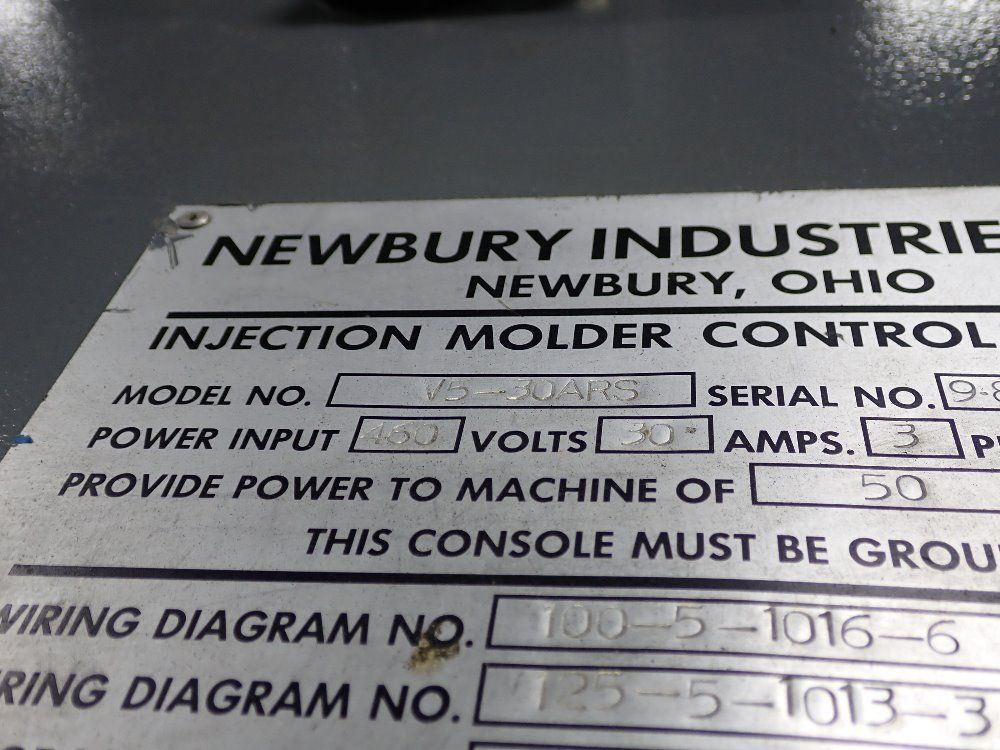 NEWBURY INDUSTRIE
NEWBURY, OHIO
INJECTION MOLDER CONTROL
MODEL NO. V5-30ARS SERIAL NO. 9-8
POWER INPUT 460 VOLTS 30 AMPS. 3 P
PROVIDE POWER TO MACHINE OF 50
THIS CONSOLE MUST BE GROU
WIRING DIAGRAM NO. 100-5-1016-6
RING DIAGRAM NO. 125-5-1013-3